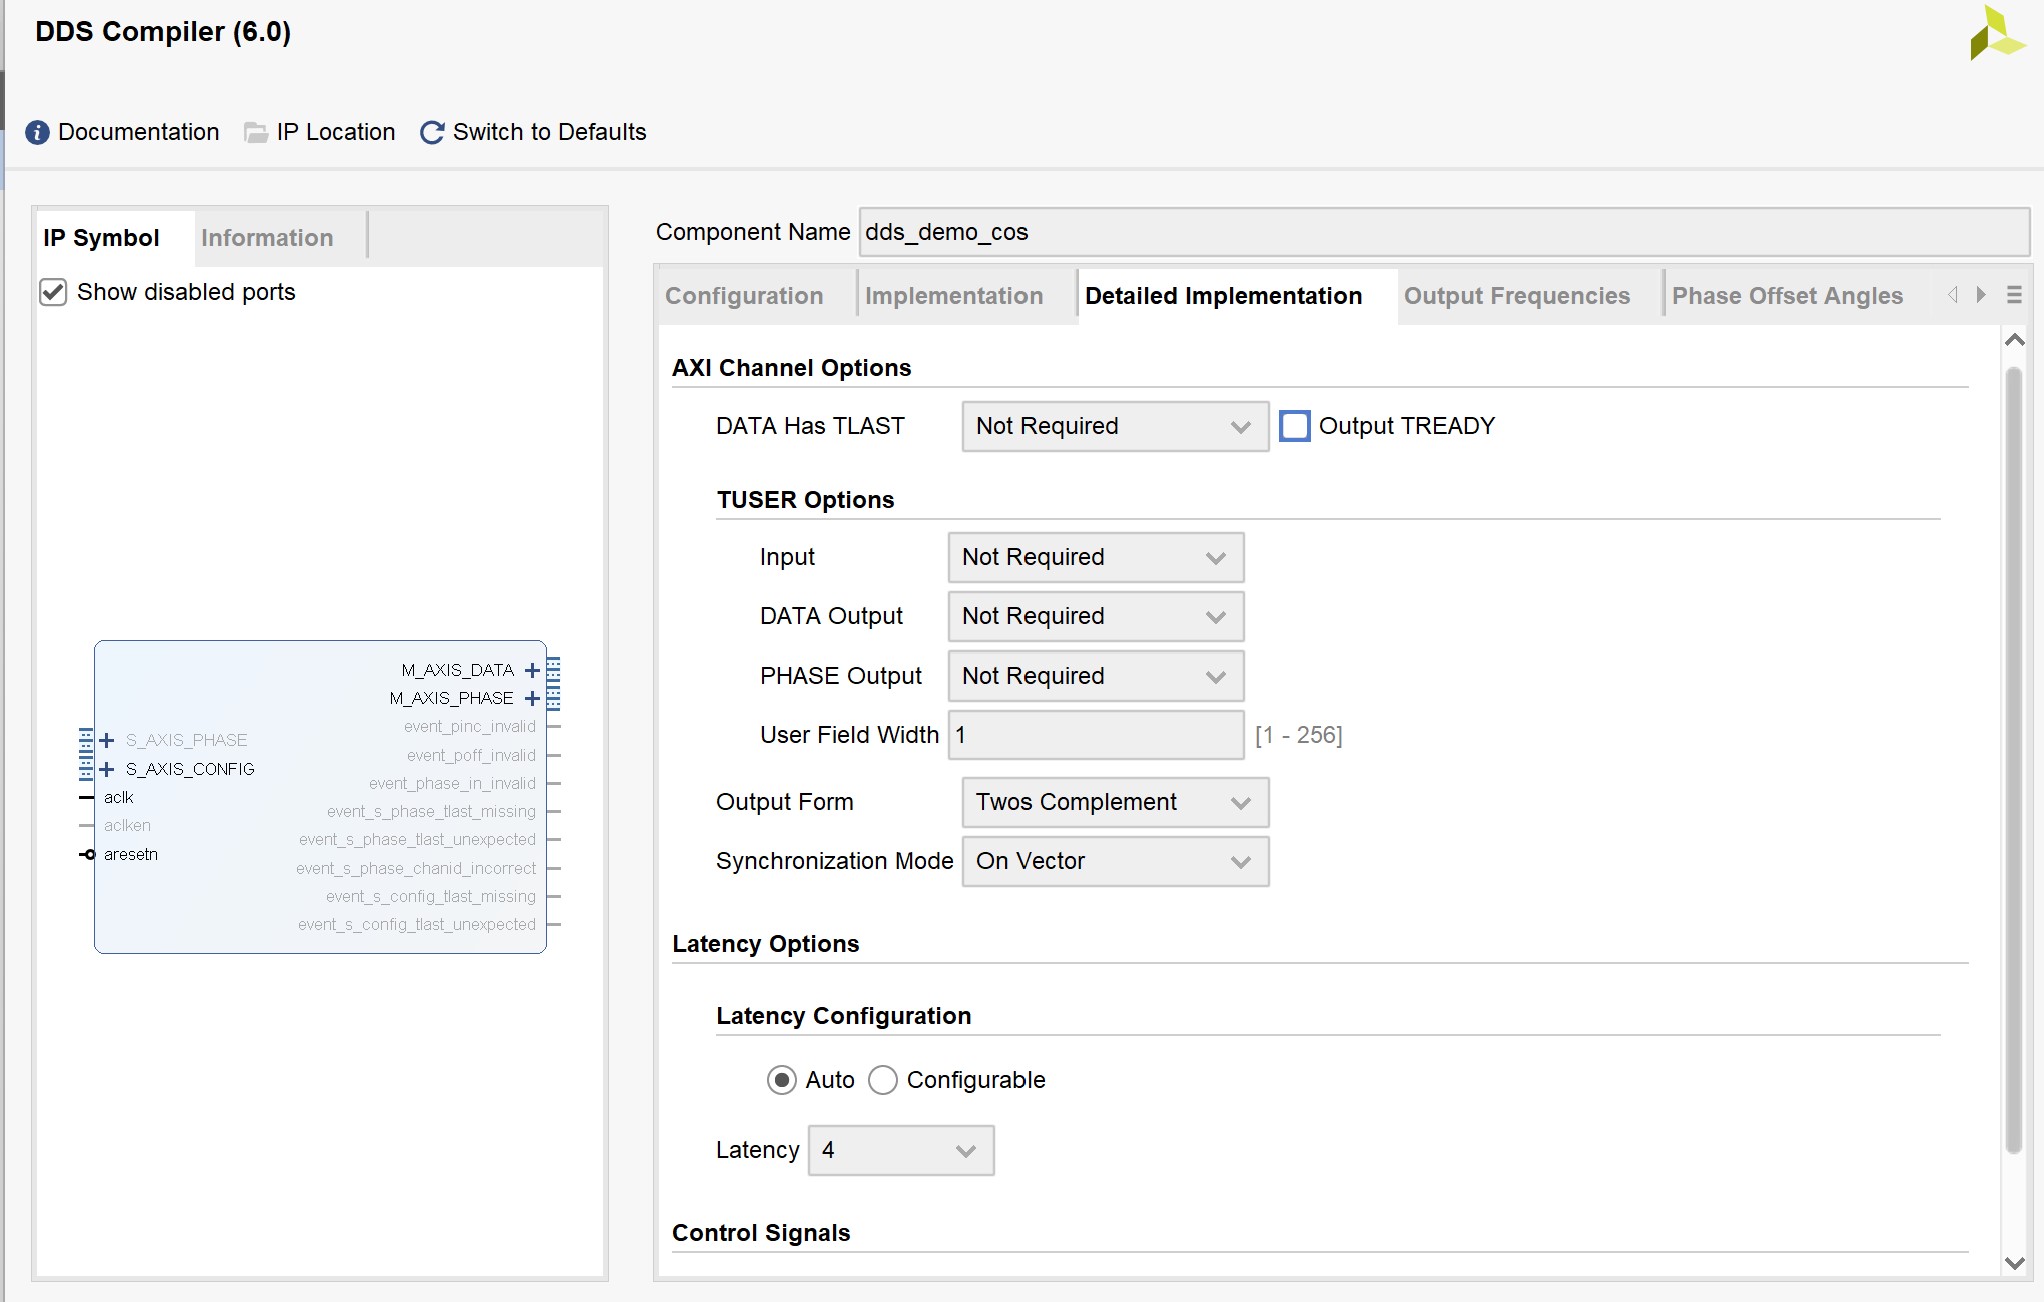 DDS Compiler (6.0)
Documentation IP Location Switch to Defaults
IP Symbol Information
Show disabled ports
M_AXIS_DATA
M_AXIS_PHASE
event_pinc_invalid
S_AXIS_PHASE
event_poff_invalid
S_AXIS_CONFIG
event_phase_in_invalid
aclk
event_s_phase_tlast_missing
aclken
event_s_phase_tlast_unexpected
aresetn
event_s_phase_chanid_incorrect
event_s_config_tlast_missing
event_s_config_tlast_unexpected
Component Name dds_demo_cos
Configuration Implementation Detailed Implementation Output Frequencies Phase Offset Angles
AXI Channel Options
DATA Has TLAST Not Required Output TREADY
TUSER Options
Input Not Required
DATA Output Not Required
PHASE Output Not Required
User Field Width 1 [1 - 256]
Output Form Twos Complement
Synchronization Mode On Vector
Latency Options
Latency Configuration
Auto Configurable
Latency 4
Control Signals